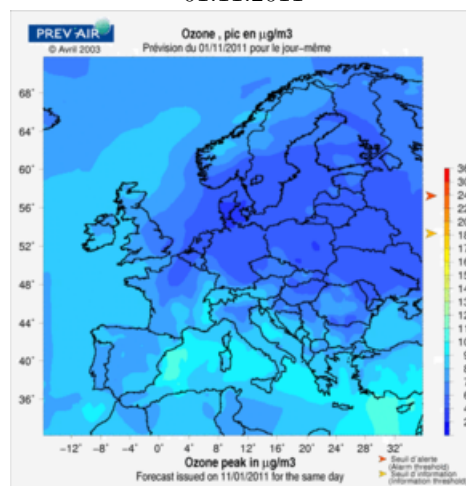 01.11.2011
PREV'AIR
© Avril 2003
Ozone , pic en µg/m3
Prévision du 01/11/2011 pour le jour−même
68°
64°
60°
56°
52°
48°
44°
40°
36°
−12° −8° −4° 0° 4° 8° 12° 16° 20° 24° 28° 32°
Ozone peak in µg/m3
Forecast issued on 11/01/2011 for the same day
Seuil d'alerte
(Alarm threshold)
Seuil d'information
(Information threshold)